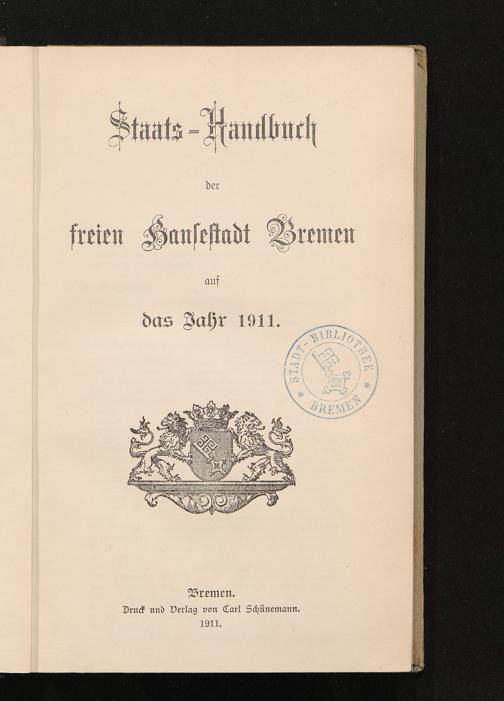 Staats-Handbuch
der
freien Hansestadt Bremen
auf
das Jahr 1911.
STADT-BIBLIOTHEK
* BREMEN *
Bremen.
Druck und Verlag von Carl Schünemann.
1911.